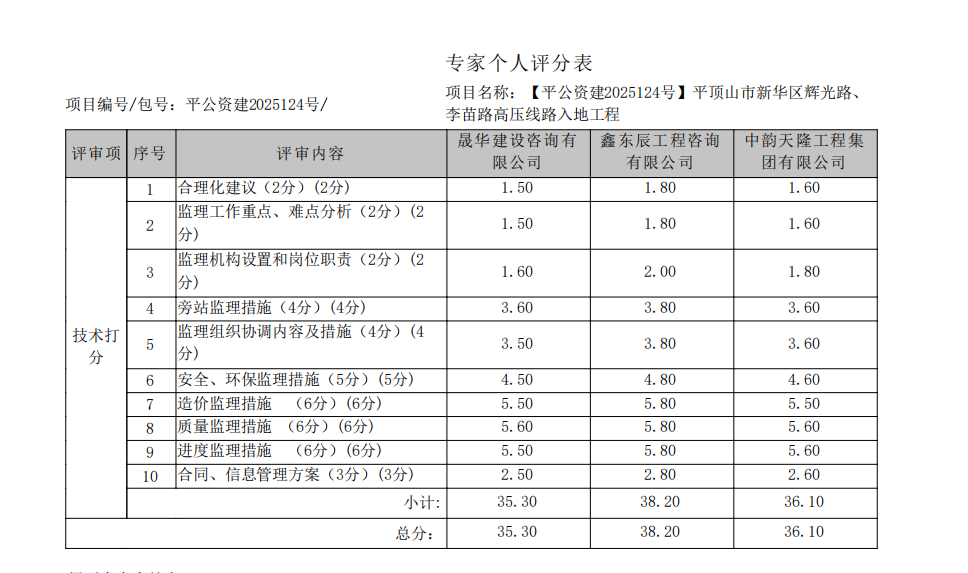 专家个人评分表
项目编号/包号：平公资建2025124号/
项目名称：【平公资建2025124号】平顶山市新华区辉光路、
李苗路高压线路入地工程
评审项 序号 评审内容 晟华建设咨询有限公司 鑫东辰工程咨询有限公司 中韵天隆工程集团有限公司
技术打分
1 合理化建议（2分）(2分) 1.50 1.80 1.60
2 监理工作重点、难点分析（2分）(2分) 1.50 1.80 1.60
3 监理机构设置和岗位职责（2分）(2分) 1.60 2.00 1.80
4 旁站监理措施（4分）(4分) 3.60 3.80 3.60
5 监理组织协调内容及措施（4分）(4分) 3.50 3.80 3.60
6 安全、环保监理措施（5分）(5分) 4.50 4.80 4.60
7 造价监理措施 （6分）(6分) 5.50 5.80 5.50
8 质量监理措施 （6分）(6分) 5.60 5.80 5.60
9 进度监理措施 （6分）(6分) 5.50 5.80 5.60
10 合同、信息管理方案（3分）(3分) 2.50 2.80 2.60
小计: 35.30 38.20 36.10
总分： 35.30 38.20 36.10